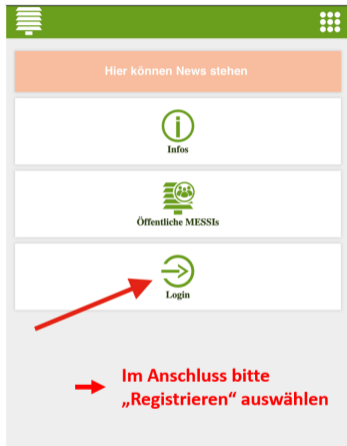 Hier können News stehen
Infos
Öffentliche MESSIs
Login
Im Anschluss bitte
„Registrieren“ auswählen